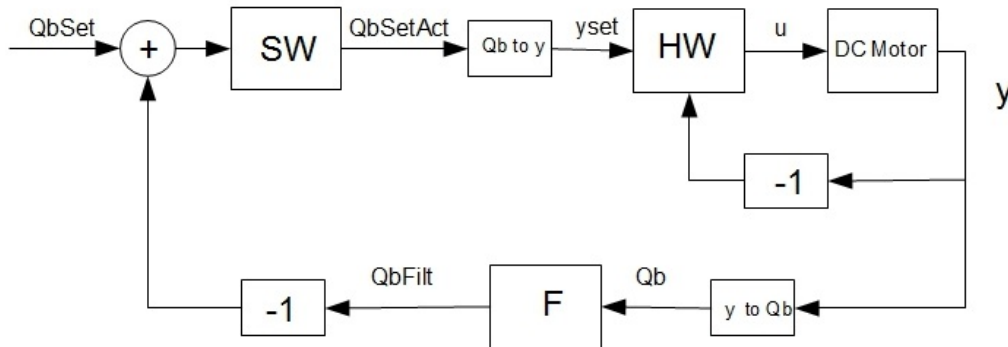 QbSet
+
SW
QbSetAct
Qb to y
yset
HW
u
DC Motor
y
-1
-1
QbFilt
F
Qb
y to Qb